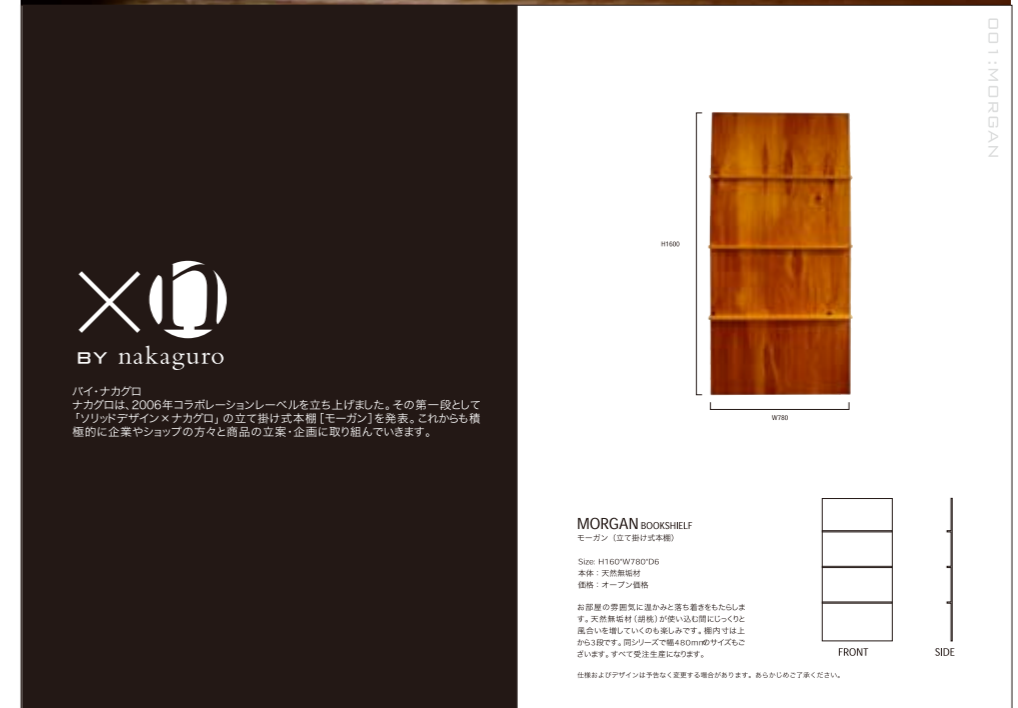 ×n
BY nakaguro
バイ・ナカグロ
ナカグロは、2006年コラボレーションレーベルを立ち上げました。その第一段として
「ソリッドデザイン×ナカグロ」の立て掛け式本棚[モーガン]を発表。これからも積
極的に企業やショップの方々と商品の立案・企画に取り組んでいきます。
001:MORGAN
H1600
W780
MORGAN BOOKSHIELF
モーガン（立て掛け式本棚）
Size: H160*W780*D6
本体：天然無垢材
価格：オープン価格
お部屋の雰囲気に温かみと落ち着きをもたらしま
す。天然無垢材（胡桃）が使い込む間にじっくりと
風合いを増していくのも楽しみです。棚内寸は上
から3段です。同シリーズで幅480mmのサイズもご
ざいます。すべて受注生産になります。
仕様およびデザインは予告なく変更する場合があります。あらかじめご了承ください。
FRONT
SIDE